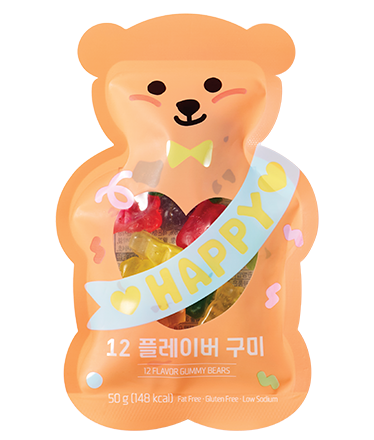 HAPPY
12 플레이버 구미
12 FLAVOR GUMMY BEARS
50 g (148 kcal) Fat Free · Gluten Free · Low Sodium